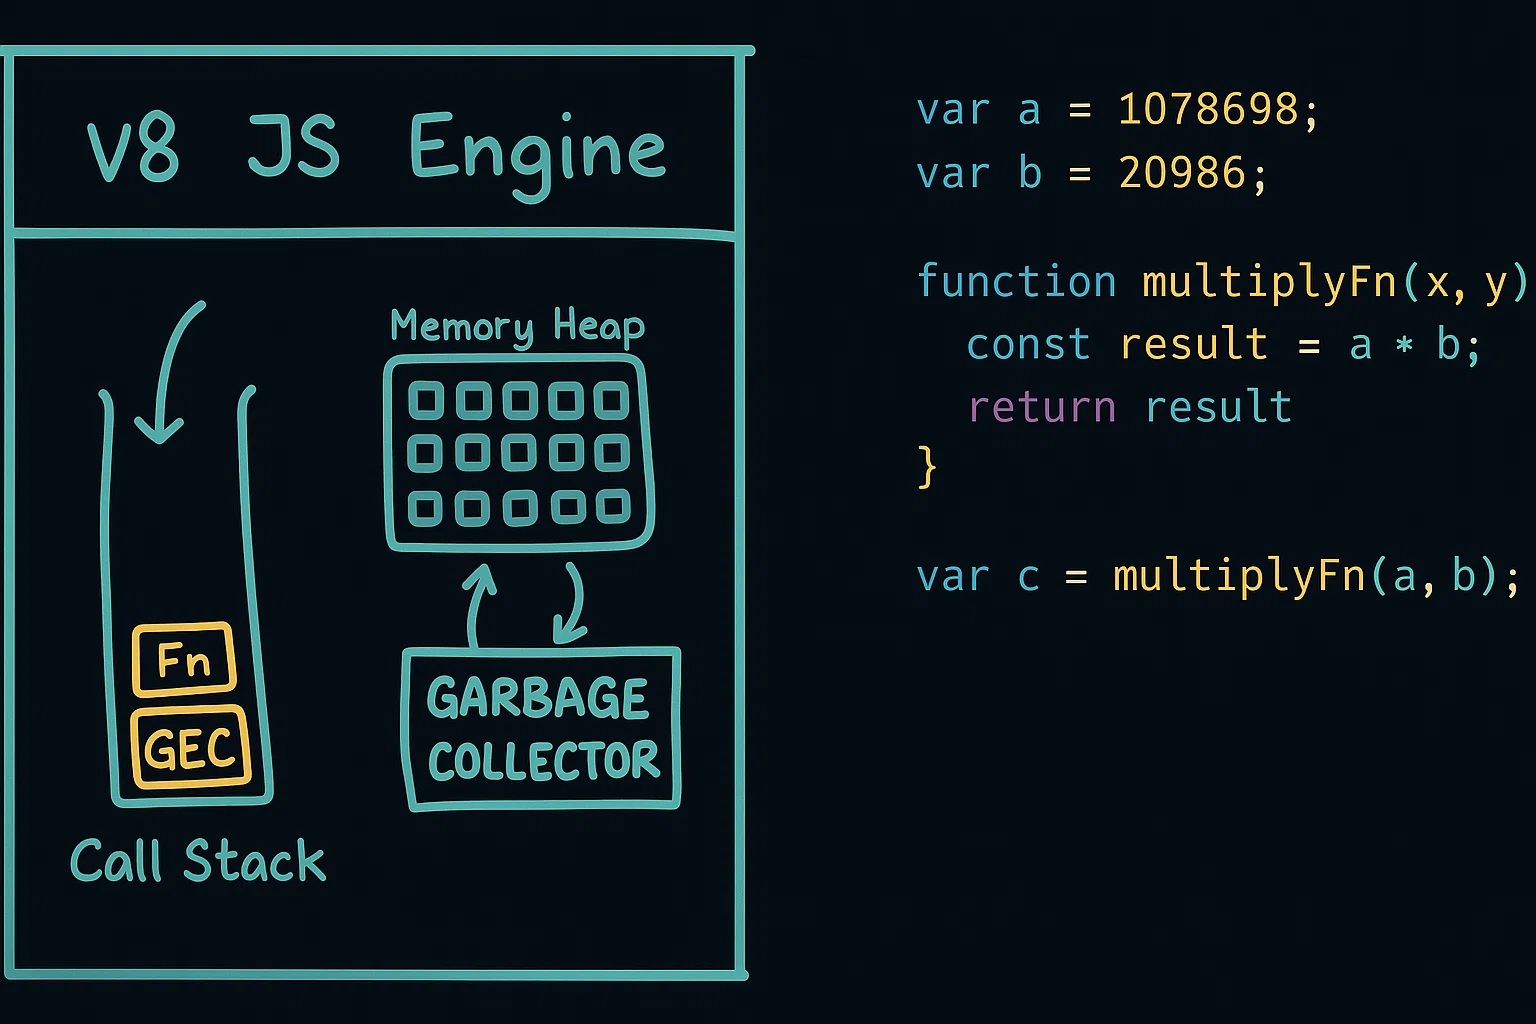 V8 JS Engine
Memory Heap
Fn
GEC
GARBAGE
COLLECTOR
Call Stack
var a = 1078698;
var b = 20986;
function multiplyFn(x, y)
const result = a * b;
return result
}
var c = multiplyFn(a, b);